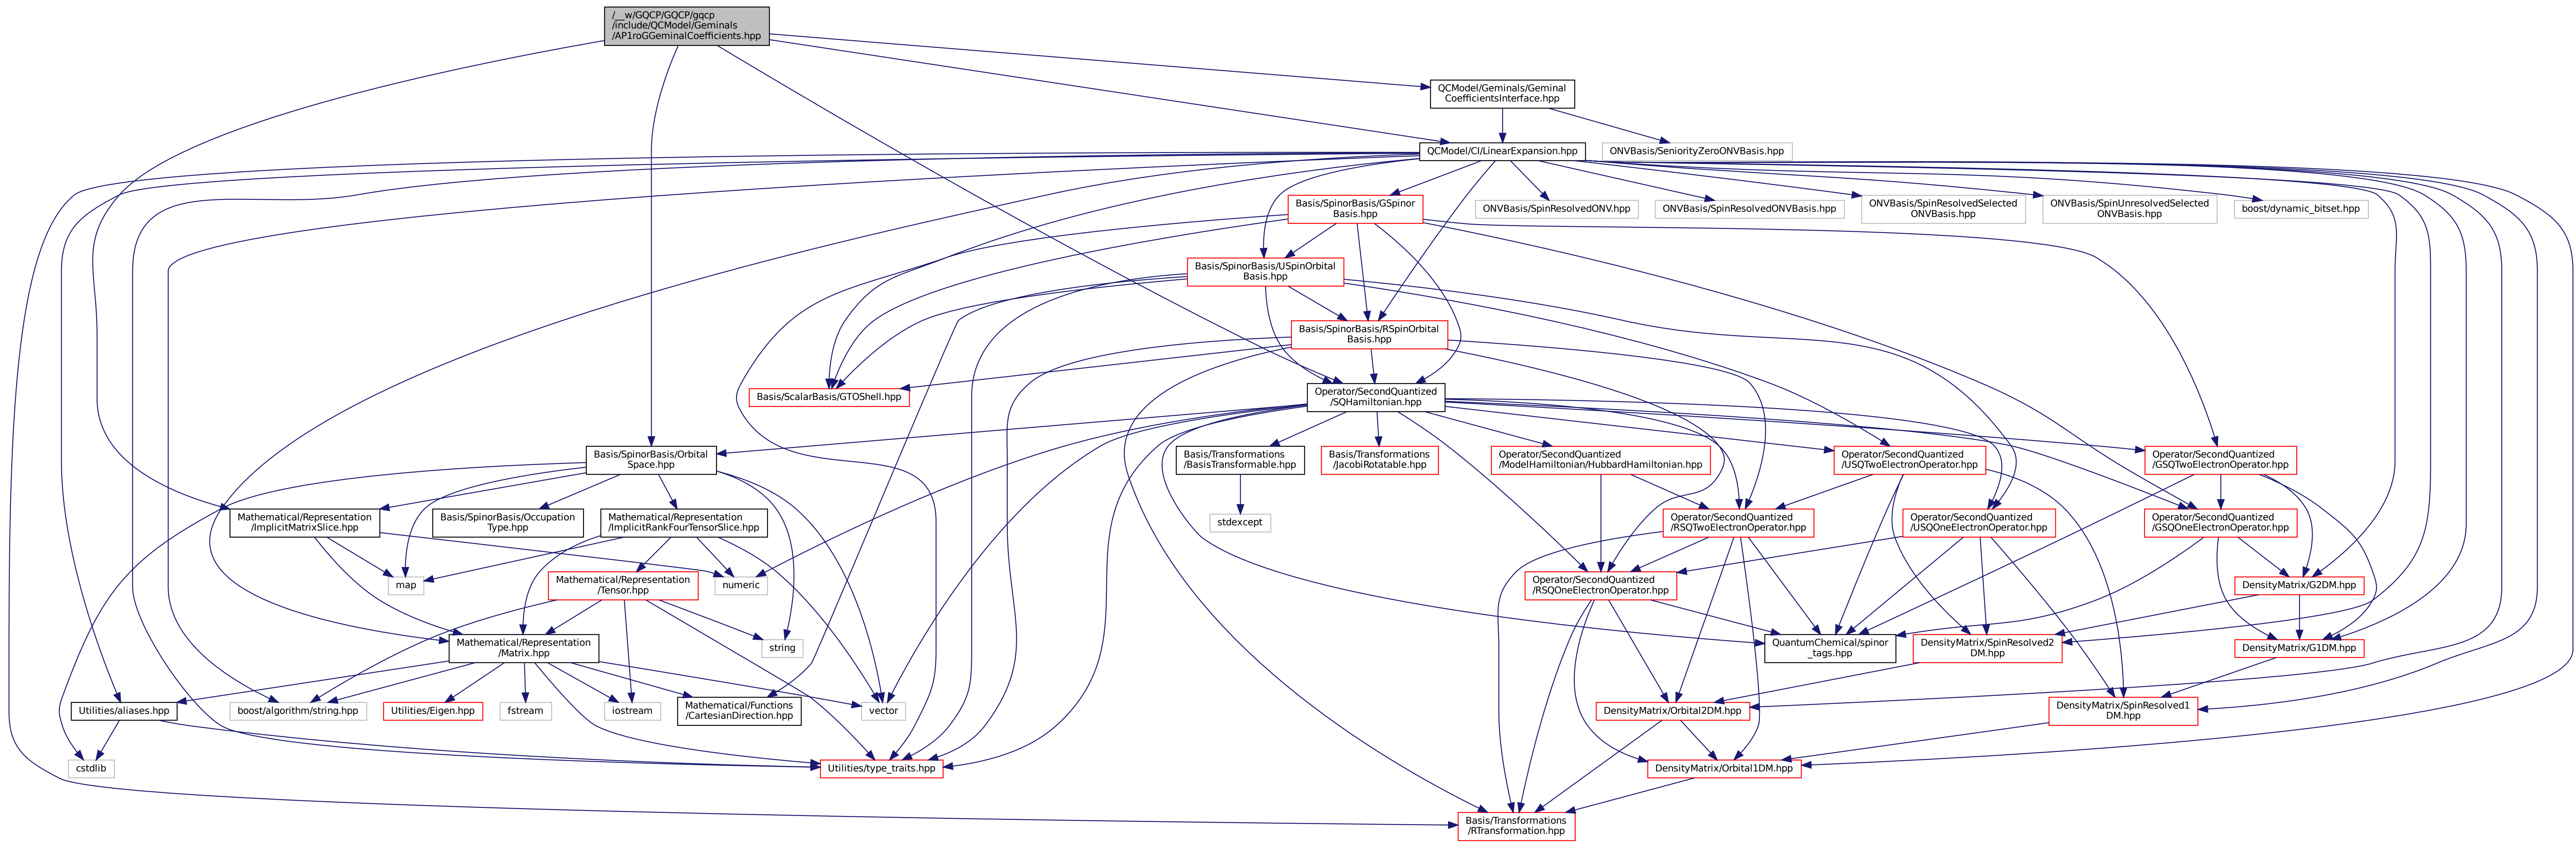 /__w/GQCP/GQCP/gqcp
/include/QCModel/Geminals
/AP1roGGeminalCoefficients.hpp
QCModel/Geminals/Geminal
CoefficientsInterface.hpp
QCModel/CI/LinearExpansion.hpp
ONVBasis/SeniorityZeroONVBasis.hpp
Basis/SpinorBasis/GSpinor
Basis.hpp
ONVBasis/SpinResolvedONV.hpp
ONVBasis/SpinResolvedONVBasis.hpp
ONVBasis/SpinResolvedSelected
ONVBasis.hpp
ONVBasis/SpinUnresolvedSelected
ONVBasis.hpp
boost/dynamic_bitset.hpp
Basis/SpinorBasis/USpinOrbital
Basis.hpp
Basis/SpinorBasis/RSpinOrbital
Basis.hpp
Basis/ScalarBasis/GTOShell.hpp
Operator/SecondQuantized
/SQHamiltonian.hpp
Basis/SpinorBasis/Orbital
Space.hpp
Basis/Transformations
/BasisTransformable.hpp
Basis/Transformations
/JacobiRotatable.hpp
Operator/SecondQuantized
/ModelHamiltonian/HubbardHamiltonian.hpp
Operator/SecondQuantized
/USQTwoElectronOperator.hpp
Operator/SecondQuantized
/GSQTwoElectronOperator.hpp
Mathematical/Representation
/ImplicitMatrixSlice.hpp
Basis/SpinorBasis/Occupation
Type.hpp
Mathematical/Representation
/ImplicitRankFourTensorSlice.hpp
stdexcept
Operator/SecondQuantized
/RSQTwoElectronOperator.hpp
Operator/SecondQuantized
/USQOneElectronOperator.hpp
Operator/SecondQuantized
/GSQOneElectronOperator.hpp
map
Mathematical/Representation
/Tensor.hpp
numeric
Operator/SecondQuantized
/RSQOneElectronOperator.hpp
DensityMatrix/G2DM.hpp
Mathematical/Representation
/Matrix.hpp
string
QuantumChemical/spinor
_tags.hpp
DensityMatrix/SpinResolved2
DM.hpp
DensityMatrix/G1DM.hpp
Utilities/aliases.hpp
boost/algorithm/string.hpp
Utilities/Eigen.hpp
fstream
iostream
Mathematical/Functions
/CartesianDirection.hpp
vector
DensityMatrix/Orbital2DM.hpp
DensityMatrix/SpinResolved1
DM.hpp
cstdlib
Utilities/type_traits.hpp
DensityMatrix/Orbital1DM.hpp
Basis/Transformations
/RTransformation.hpp